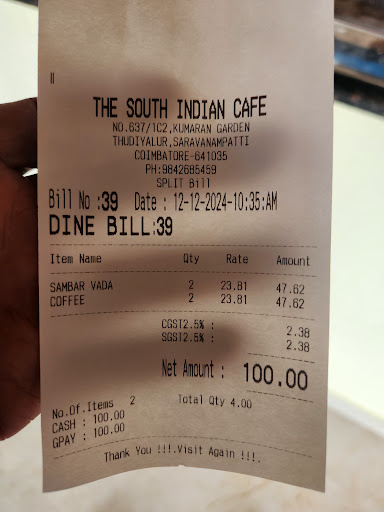 THE SOUTH INDIAN CAFE
NO.637/1C2,KUMARAN GARDEN
THUDIYALUR,SARAVANAMPATTI
COIMBATORE-641035
PH:9842685459
SPLIT Bill
Bill No :39 Date : 12-12-2024-10:35:AM
DINE BILL:39
Item Name Qty Rate Amount
SAMBAR VADA 2 23.81 47.62
COFFEE 2 23.81 47.62
CGST2.5% : 2.38
SGST2.5% : 2.38
Net Amount : 100.00
No.Of.Items 2 Total Qty 4.00
CASH : 100.00
GPAY : 100.00
Thank You !!!.Visit Again !!!.